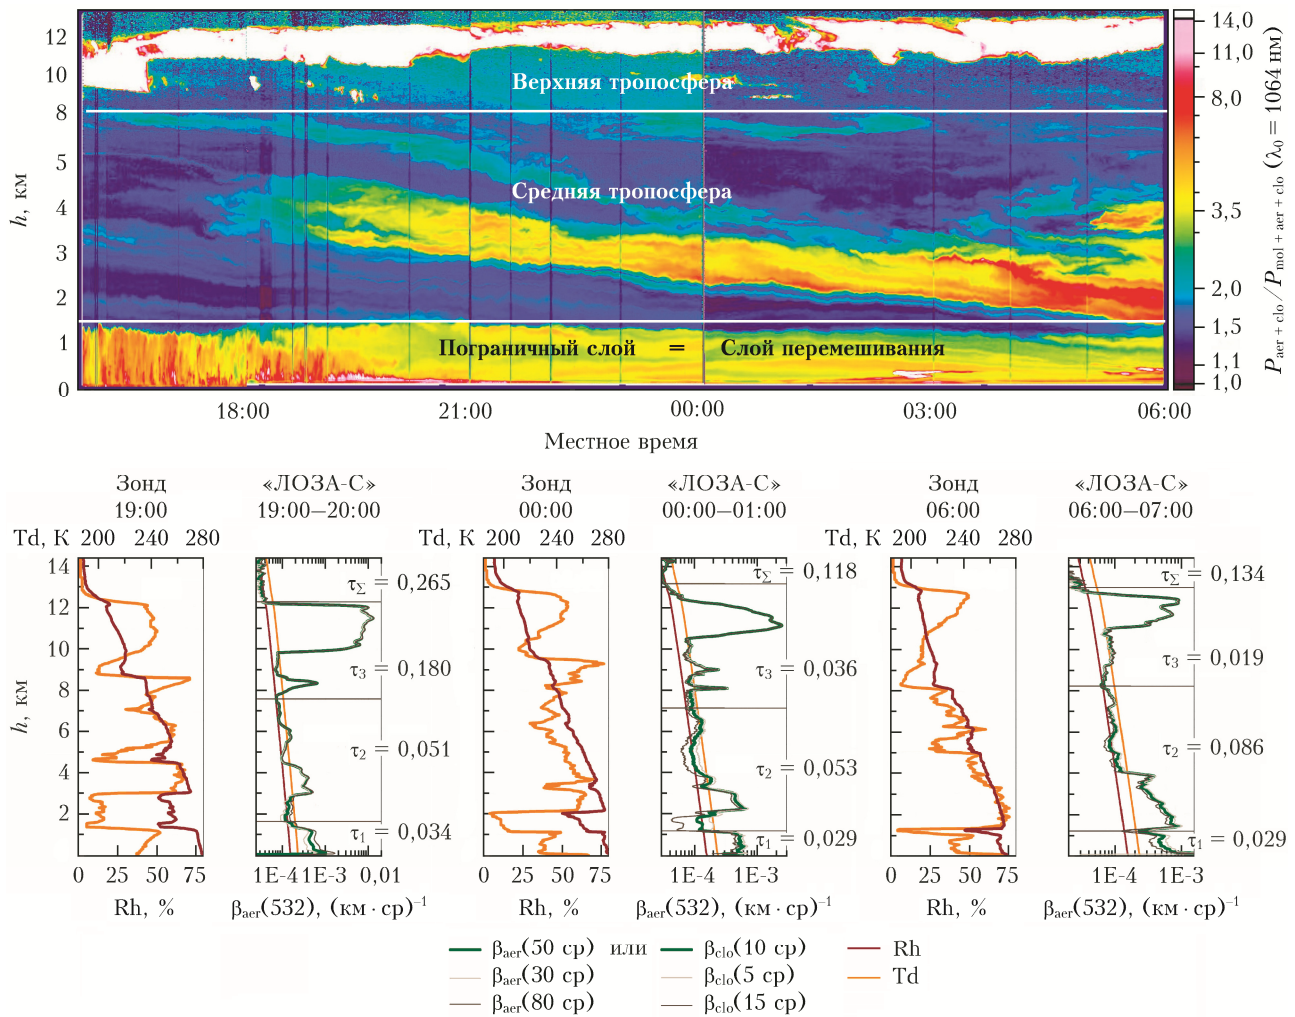 12
10
8
5
4
3
2
1
0
h, км
Верхняя тропосфера
Средняя тропосфера
Пограничный слой = Слой перемешивания
14,0
11,0
8,0
3,5
2,0
1,5
1,1
1,0
P aer + clo / P mol + aer + clo (λ0 = 1064 нм)
18:00 21:00 00:00 03:00 06:00
Местное время
Зонд «ЛОЗА-С» Зонд «ЛОЗА-С» Зонд «ЛОЗА-С»
19:00 19:00–20:00 00:00 00:00–01:00 06:00 06:00–07:00
Td, К 200 240 280 Td, К 200 240 280 Td, К 200 240 280
14
12
10
8
6
4
2
h, км
τΣ = 0,265
τ3 = 0,180
τ2 = 0,051
τ1 = 0,034
τΣ = 0,118
τ3 = 0,036
τ2 = 0,053
τ1 = 0,029
τΣ = 0,134
τ3 = 0,019
τ2 = 0,086
τ1 = 0,029
0 25 50 75 1E-4 1E-3 0,01 0 25 50 75 1E-4 1E-3 0 25 50 75 1E-4 1E-3
Rh, % βaer(532), (км · ср)−1 Rh, % βaer(532), (км · ср)−1 Rh, % βaer(532), (км · ср)−1
βaer(50 ср) или βclo(10 ср) Rh
βaer(30 ср) βclo(5 ср) Td
βaer(80 ср) βclo(15 ср)